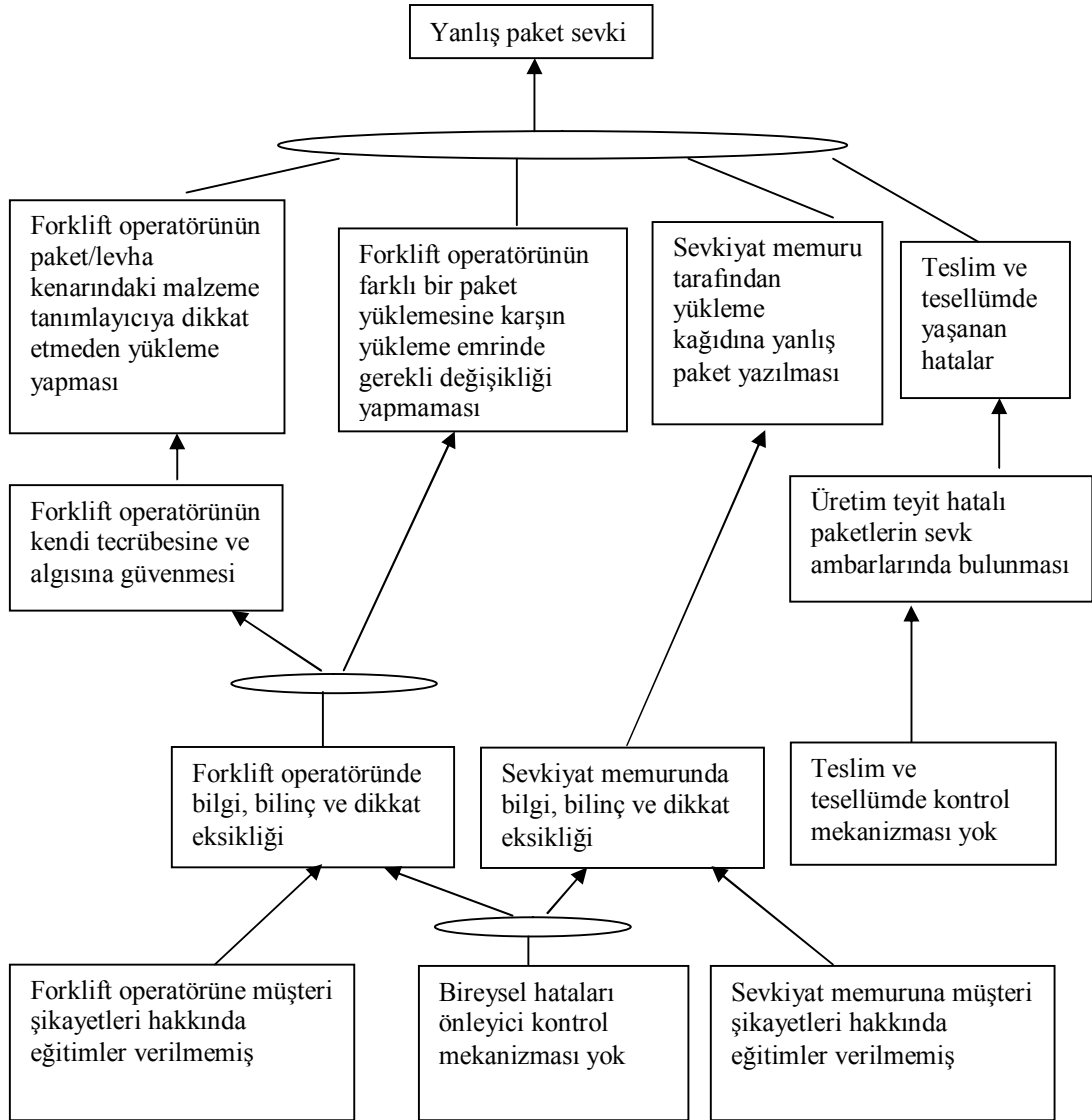 Yanlış paket sevki
Forklift operatörünün
paket/levha
kenarındaki malzeme
tanımlayıcıya dikkat
etmeden yükleme
yapması
Forklift operatörünün
farklı bir paket
yüklemesine karşın
yükleme emrinde
gerekli değişikliği
yapmaması
Sevkiyat memuru
tarafından
yükleme
kağıdına yanlış
paket yazılması
Teslim ve
tesellümde
yaşanan
hatalar
Forklift operatörünün
kendi tecrübesine ve
algısına güvenmesi
Üretim teyit hatalı
paketlerin sevk
ambarlarında bulunması
Forklift operatöründe
bilgi, bilinç ve dikkat
eksikliği
Sevkiyat memurunda
bilgi, bilinç ve dikkat
eksikliği
Teslim ve
tesellümde kontrol
mekanizması yok
Forklift operatörüne müşteri
şikayetleri hakkında
eğitimler verilmemiş
Bireysel hataları
önleyici kontrol
mekanizması yok
Sevkiyat memuruna müşteri
şikayetleri hakkında
eğitimler verilmemiş